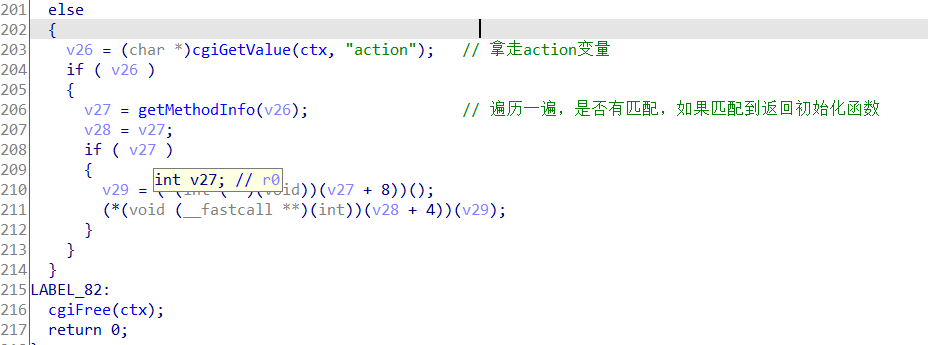 201 else
202 {
203 v26 = (char *)cgiGetValue(ctx, "action"); // 拿走action变量
204 if ( v26 )
205 {
206 v27 = getMethodInfo(v26); // 遍历一遍，是否有匹配，如果匹配到返回初始化函数
207 v28 = v27;
208 if ( v27 )
209 {
int v27; // r0
210 v29 = void))(v27 + 8))();
211 (*(void (__fastcall **)(int))(v28 + 4))(v29);
212 }
213 }
214 }
215 LABEL_82:
216 cgiFree(ctx);
217 return 0;